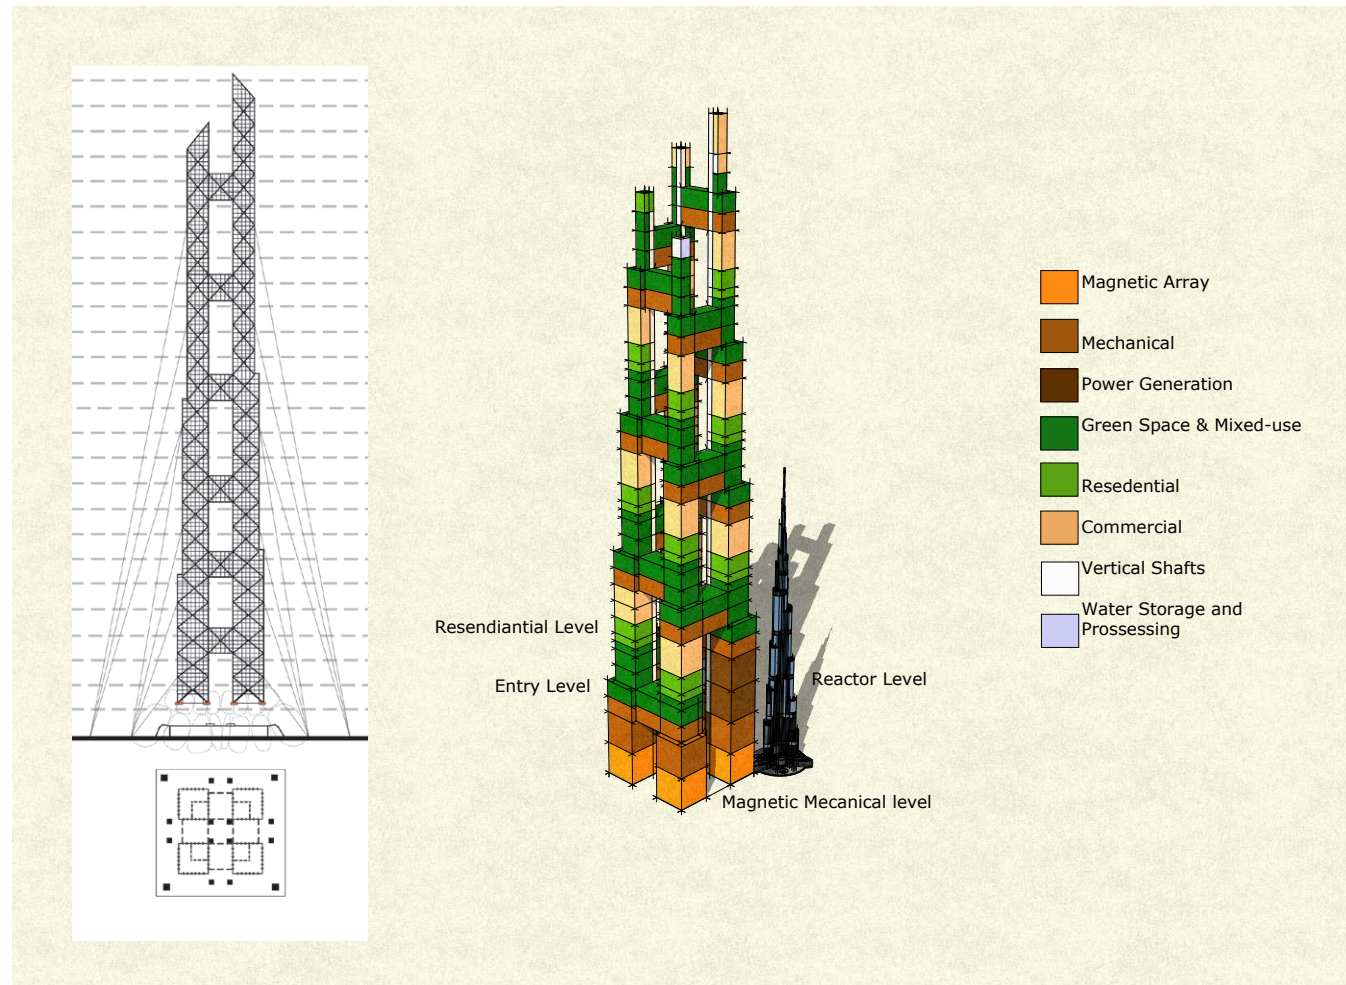 Resendiantial Level
Entry Level
Reactor Level
Magnetic Mecanical level
Magnetic Array
Mechanical
Power Generation
Green Space & Mixed-use
Resedential
Commercial
Vertical Shafts
Water Storage and
Prossessing